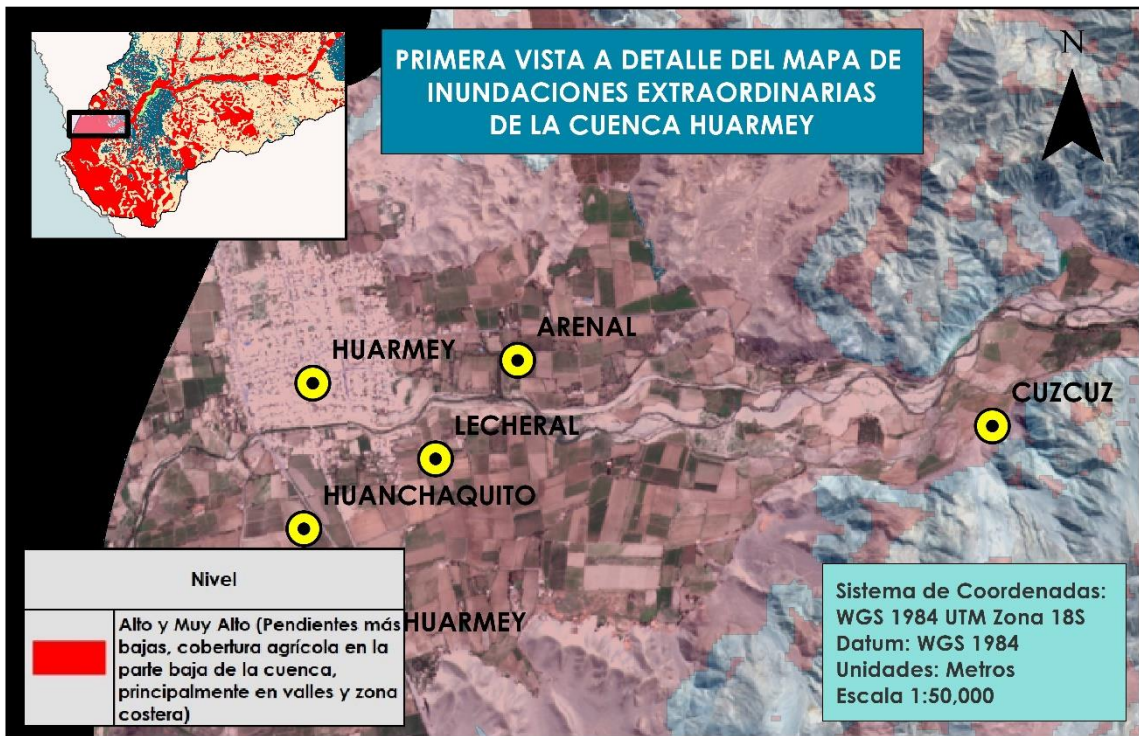 PRIMERA VISTA A DETALLE DEL MAPA DE
INUNDACIONES EXTRAORDINARIAS
DE LA CUENCA HUARMEY
N
ARENAL
HUARMEY
CUZCUZ
LECHERAL
HUANCHAQUITO
HUARMEY
Nivel
Alto y Muy Alto (Pendientes más
bajas, cobertura agrícola en la
parte baja de la cuenca,
principalmente en valles y zona
costera)
Sistema de Coordenadas:
WGS 1984 UTM Zona 18S
Datum: WGS 1984
Unidades: Metros
Escala 1:50,000